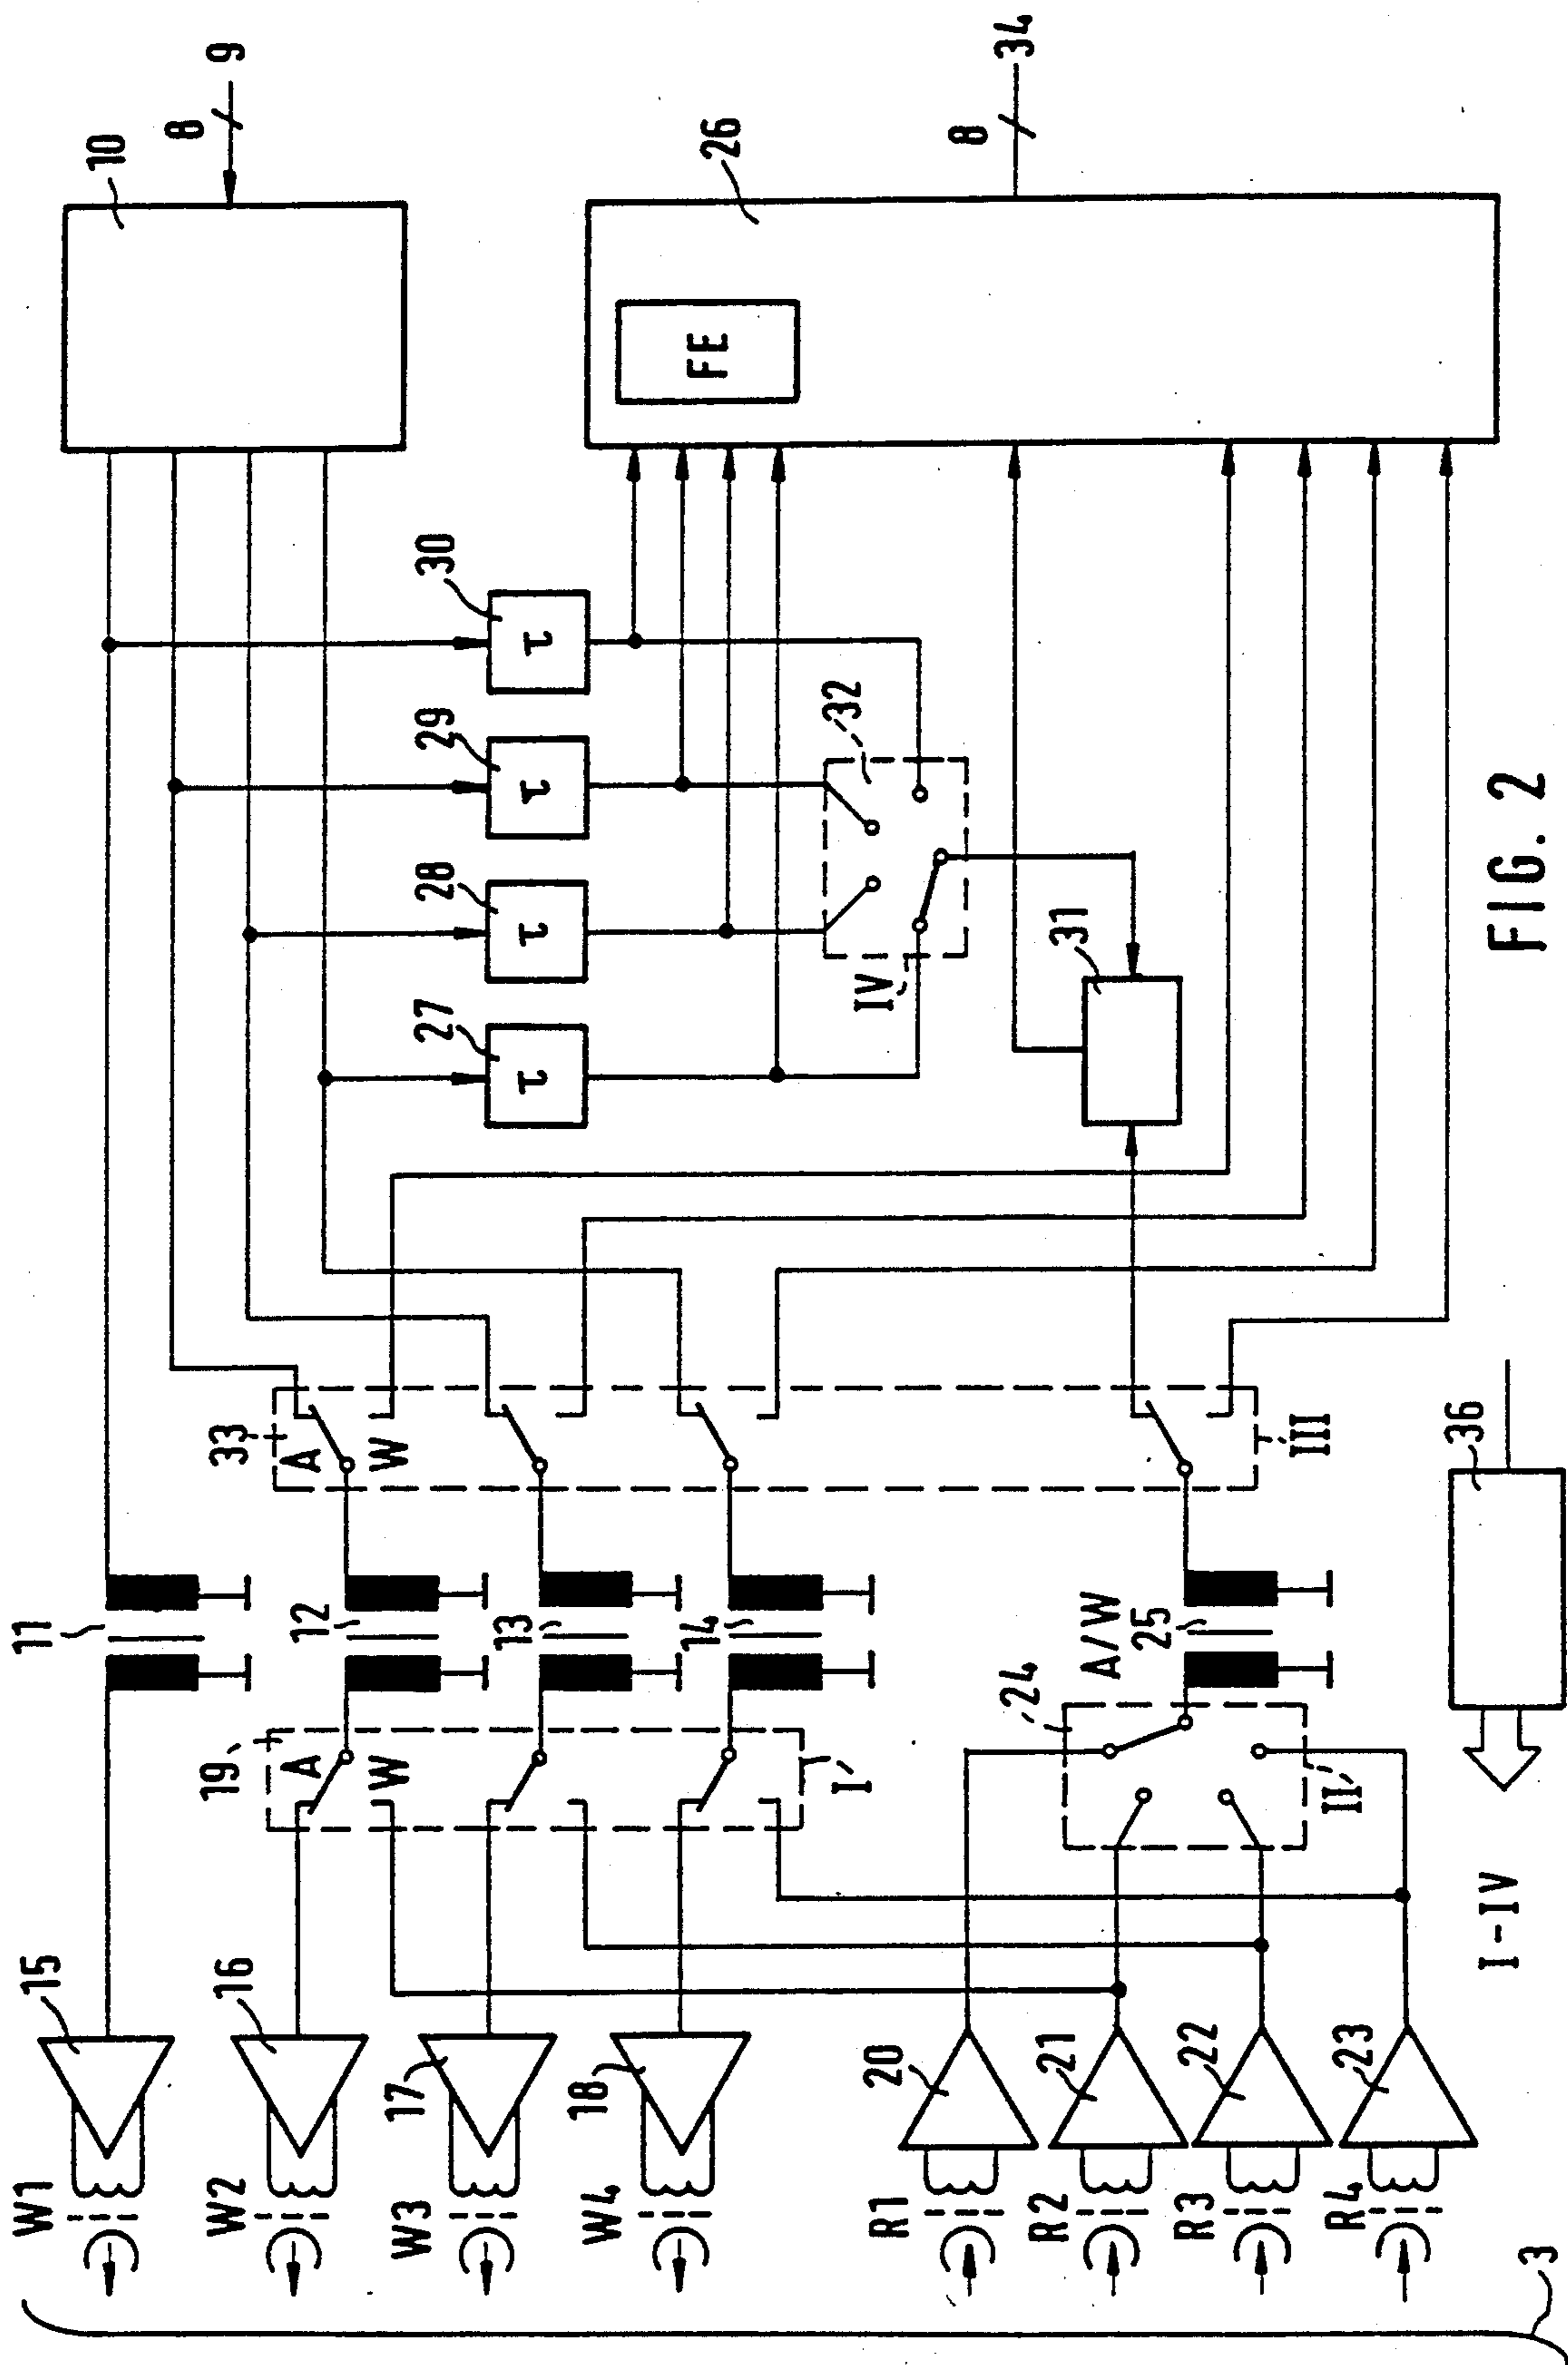 9
8
10
34
8
26
FE
30
τ
29
τ
28
τ
27
τ
32
IV
31
FIG. 2
33
A
W
III
36
11
12
13
14
A/W
25
24
19
A
W
I
II
I-IV
15
16
17
18
20
21
22
23
W1
W2
W3
W4
R1
R2
R3
R4
3